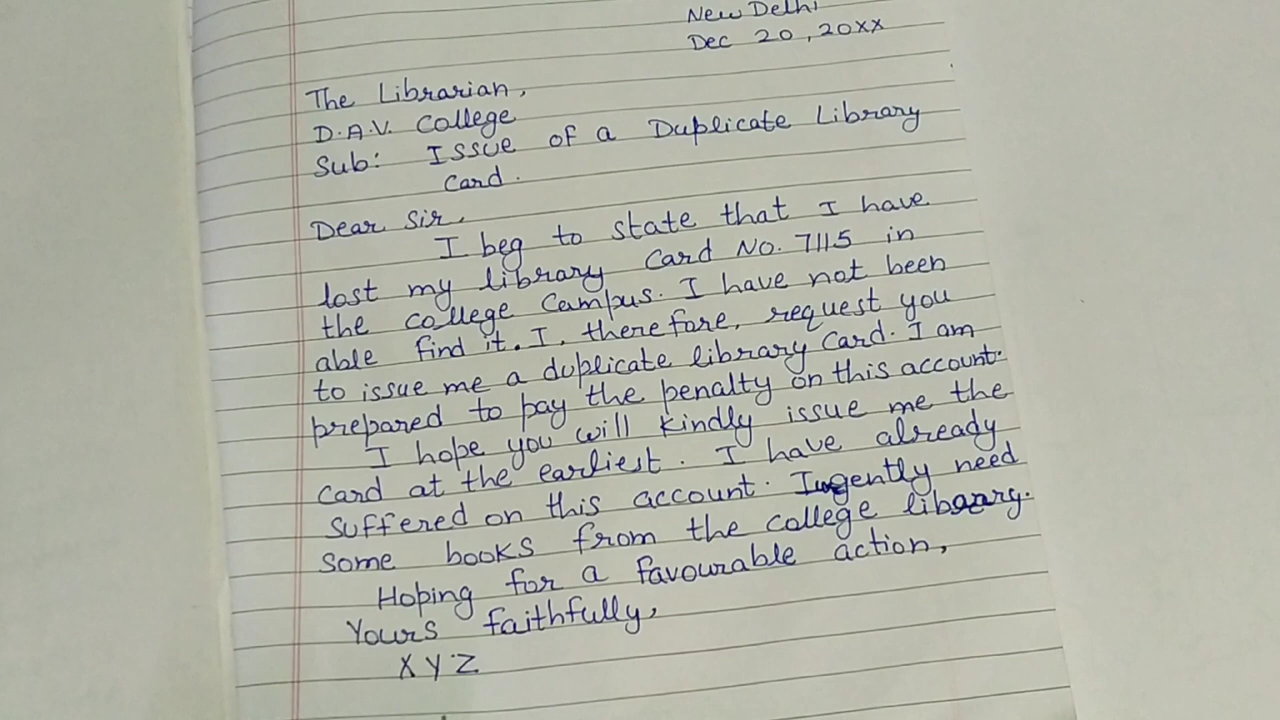 New Delhi
Dec 20, 20xx
The Librarian,
D.A.V. College
Sub: Issue of a Duplicate Library
Card.
Dear Sir,
I beg to state that I have
lost my library Card No. 7115 in
the college Campus. I have not been
able find it. I, therefore, request you
to issue me a duplicate library Card. I am
prepared to pay the penalty on this account.
I hope you will kindly issue me the
card at the earliest. I have already
suffered on this account. I urgently need
some books from the college library.
Hoping for a favourable action,
Yours faithfully,
XYZ